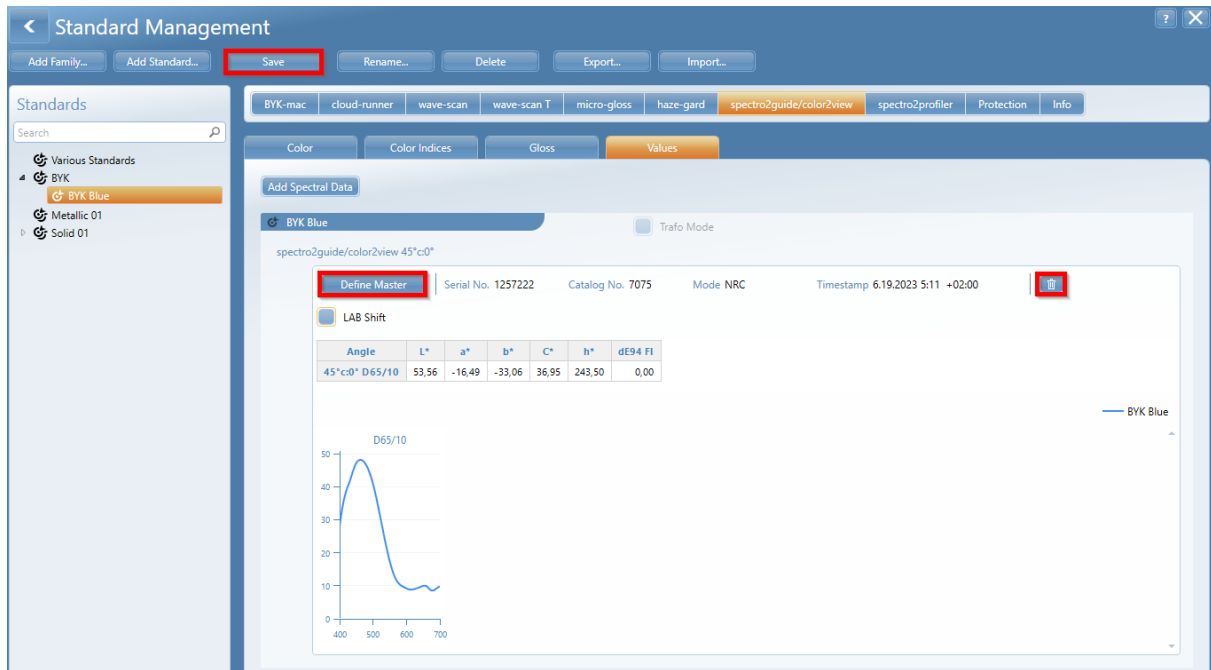 Standard Management
?
X
Add Family... Add Standard... Save Rename... Delete Export... Import...
Standards
Search
Various Standards
BYK
BYK Blue
Metallic 01
Solid 01
BYK-mac cloud-runner wave-scan wave-scan T micro-gloss haze-gard spectro2guide/color2view spectro2profiler Protection Info
Color Color Indices Gloss Values
Add Spectral Data
BYK Blue Trafo Mode
spectro2guide/color2view 45°c:0°
Define Master Serial No. 1257222 Catalog No. 7075 Mode NRC Timestamp 6.19.2023 5:11 +02:00
LAB Shift
Angle L* a* b* C* h* dE94 Fl
45°c:0° D65/10 53,56 -16,49 -33,06 36,95 243,50 0,00
BYK Blue
D65/10
50
40
30
20
10
0
400 500 600 700